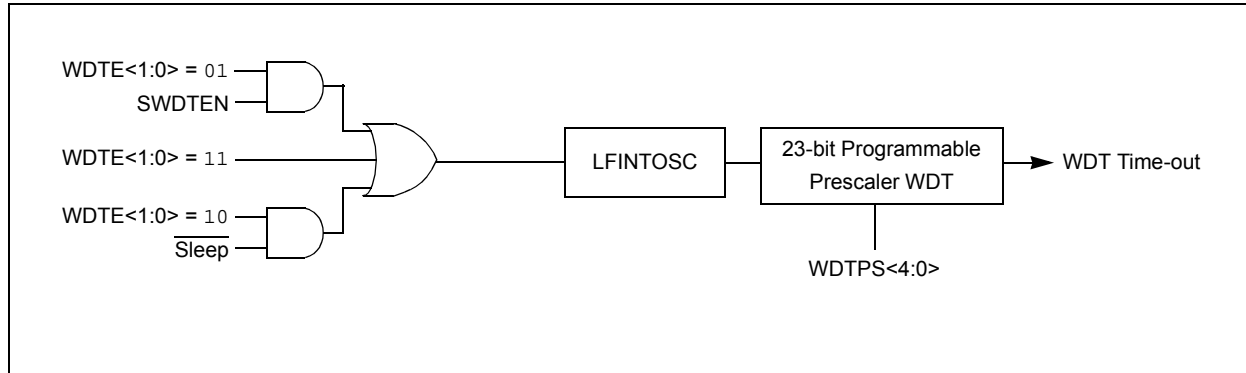 WDTE<1:0> = 01
SWDTEN
WDTE<1:0> = 11
WDTE<1:0> = 10
Sleep
LFINTOSC
23-bit Programmable
Prescaler WDT
WDT Time-out
WDTPS<4:0>